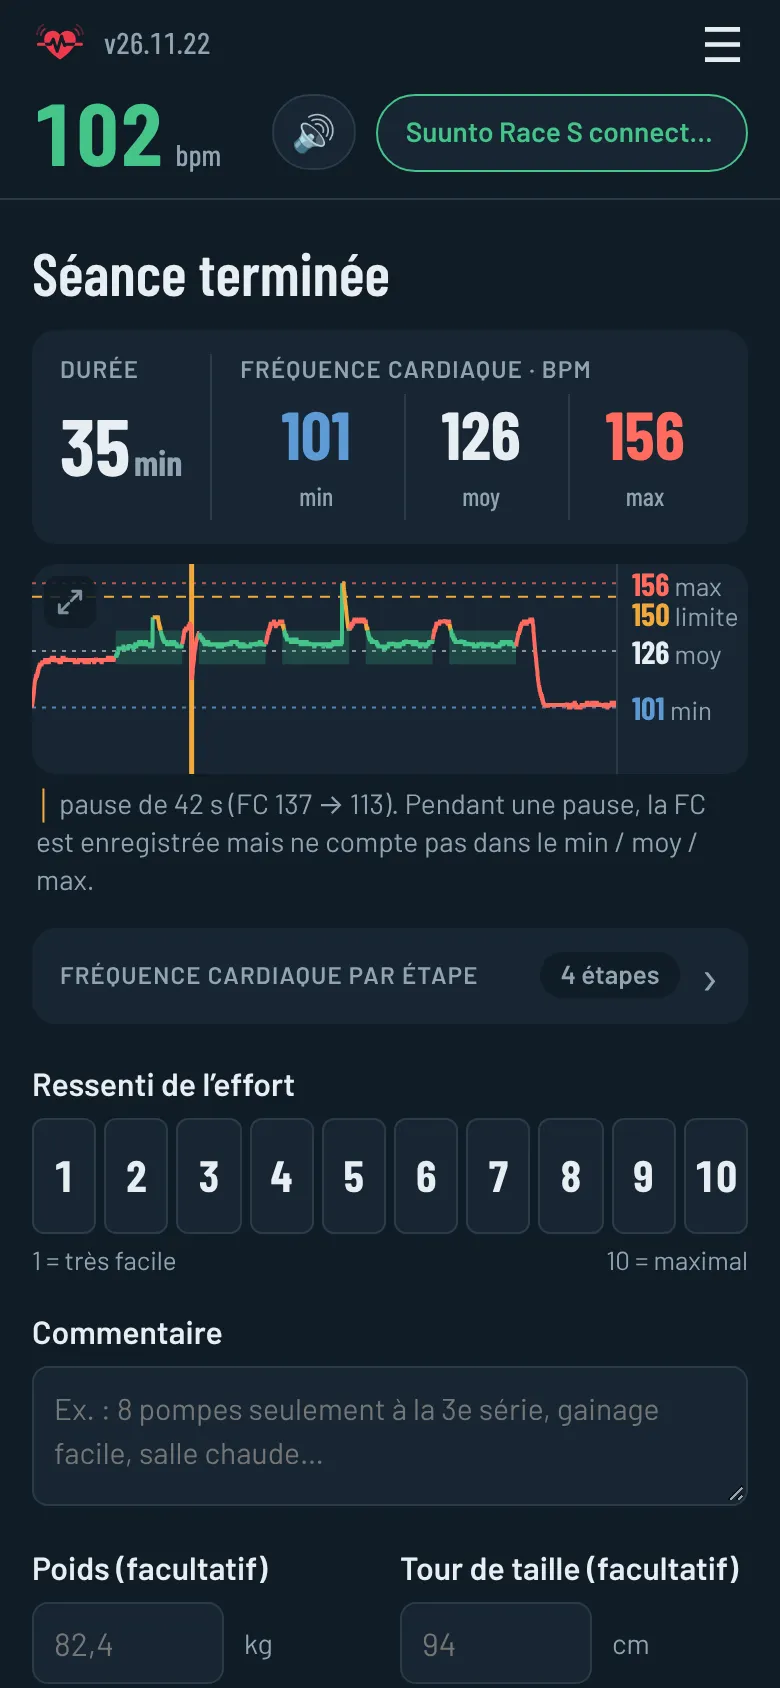 v26.11.22
102 bpm
Suunto Race S connect...
Séance terminée
DURÉE
FRÉQUENCE CARDIAQUE · BPM
35 min
101
126
156
min
moy
max
156 max
150 limite
126 moy
101 min
pause de 42 s (FC 137 → 113). Pendant une pause, la FC
est enregistrée mais ne compte pas dans le min / moy /
max.
FRÉQUENCE CARDIAQUE PAR ÉTAPE
4 étapes
Ressenti de l’effort
1 2 3 4 5 6 7 8 9 10
1 = très facile
10 = maximal
Commentaire
Ex. : 8 pompes seulement à la 3e série, gainage
facile, salle chaude...
Poids (facultatif)
Tour de taille (facultatif)
82,4 kg
94 cm